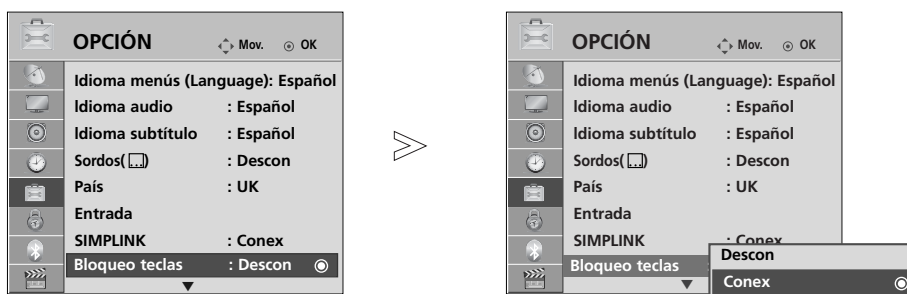 OPCIÓN
Mov. OK
Idioma menús (Language): Español
Idioma audio : Español
Idioma subtítulo : Español
Sordos( ) : Descon
País : UK
Entrada
SIMPLINK : Conex
Bloqueo teclas : Descon
OPCIÓN
Mov. OK
Idioma menús (Language): Español
Idioma audio : Español
Idioma subtítulo : Español
Sordos( ) : Descon
País : UK
Entrada
SIMPLINK : Conex
Bloqueo teclas :
Descon
Conex